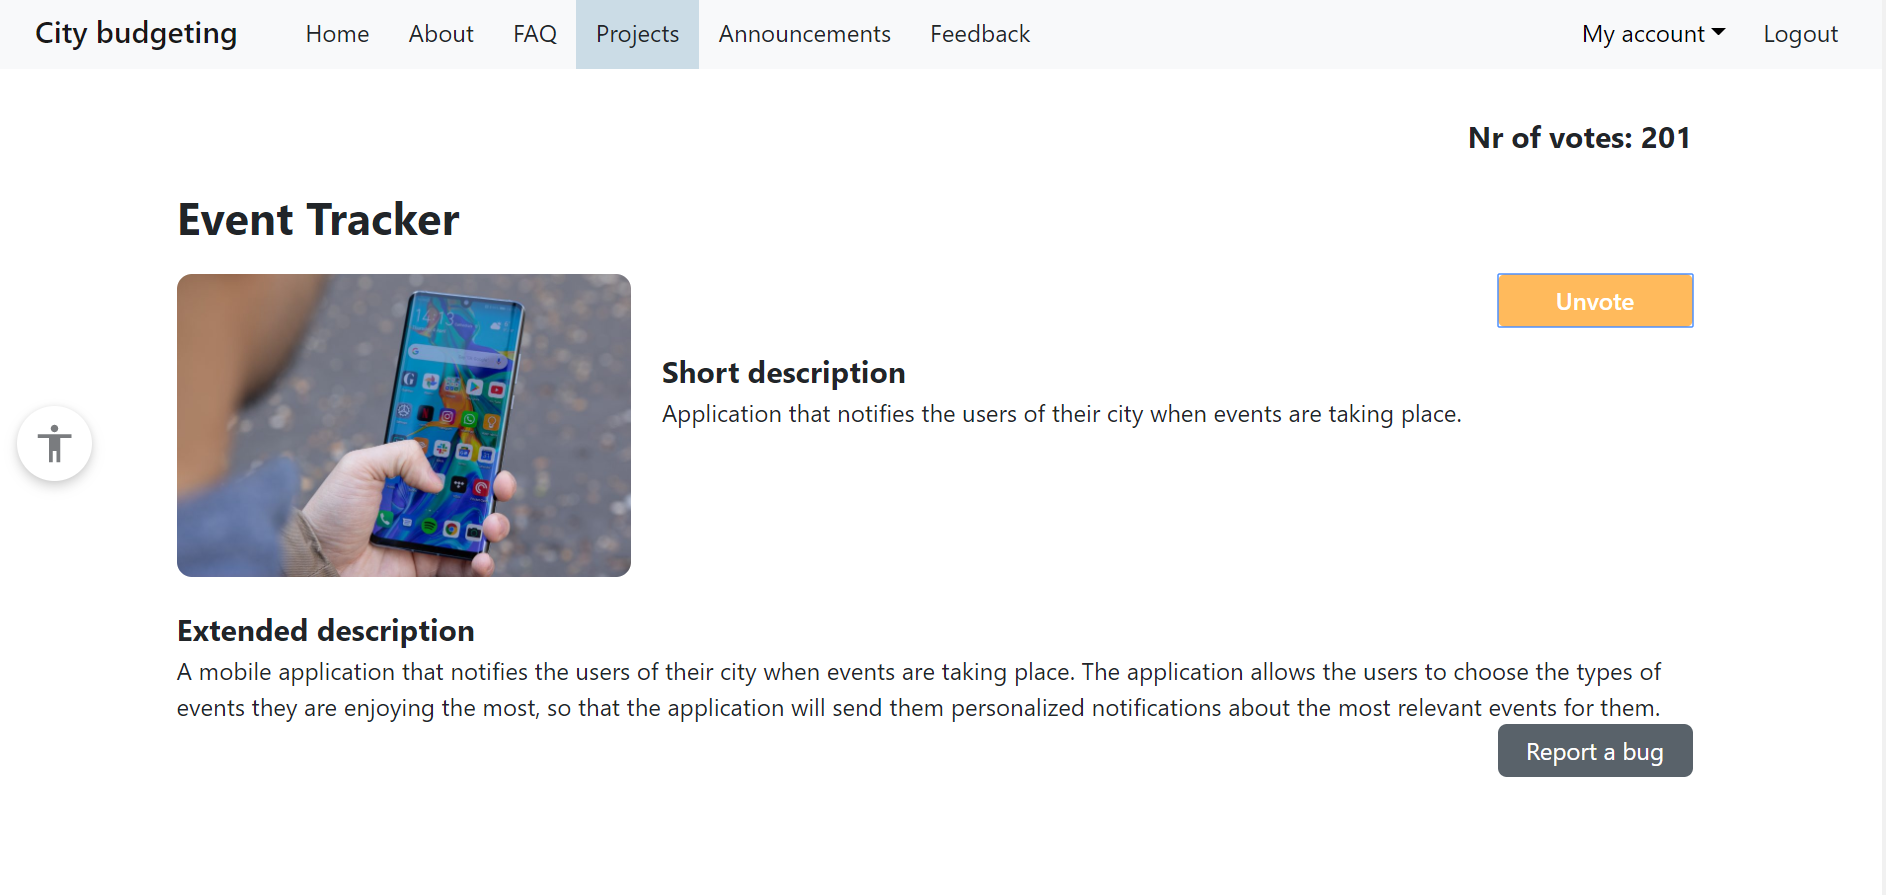 City budgeting Home About FAQ Projects Announcements Feedback My account Logout
Nr of votes: 201
Event Tracker
14:13
Unvote
Short description
Application that notifies the users of their city when events are taking place.
Extended description
A mobile application that notifies the users of their city when events are taking place. The application allows the users to choose the types of
events they are enjoying the most, so that the application will send them personalized notifications about the most relevant events for them.
Report a bug